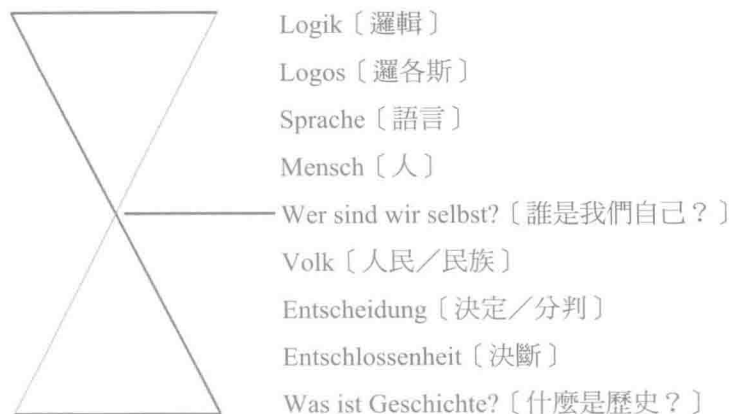 Logik〔邏輯〕
Logos〔邏各斯〕
Sprache〔語言〕
Mensch〔人〕
Wer sind wir selbst?〔誰是我們自己？〕
Volk〔人民／民族〕
Entscheidung〔決定／分判〕
Entschlossenheit〔決斷〕
Was ist Geschichte?〔什麼是歷史？〕